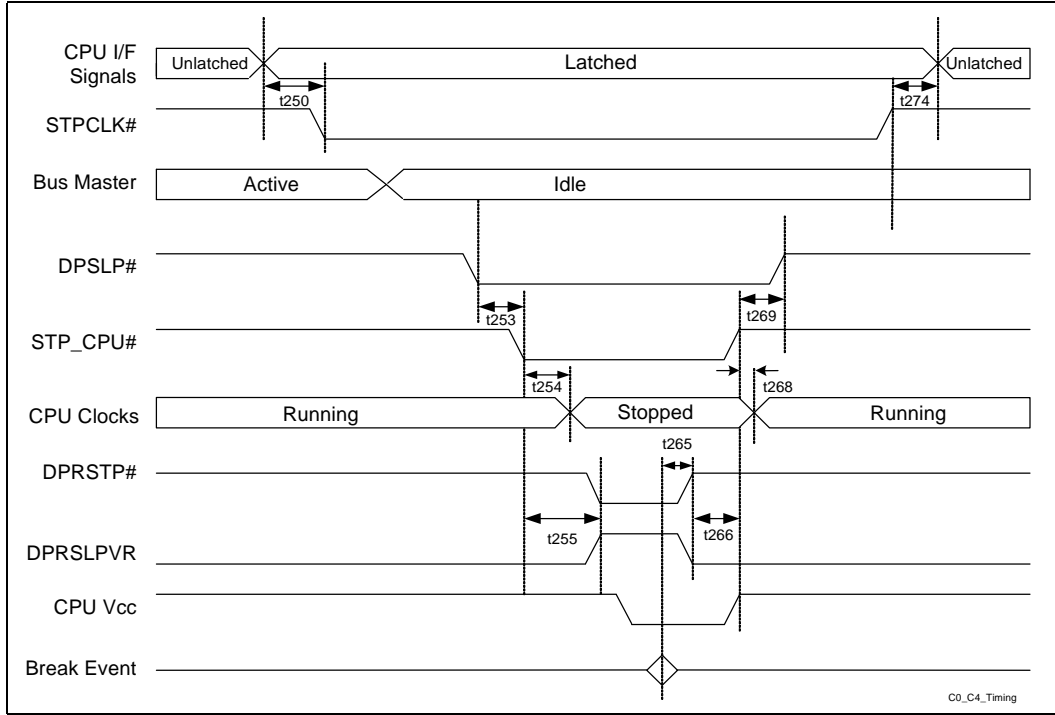 CPU I/F
Signals
Unlatched
Latched
Unlatched
t250
t274
STPCLK#
Bus Master
Active
Idle
DPSLP#
t253
t269
STP_CPU#
t254
t268
CPU Clocks
Running
Stopped
Running
t265
DPRSTP#
t255
t266
DPRSLPVR
CPU Vcc
Break Event
C0_C4_Timing